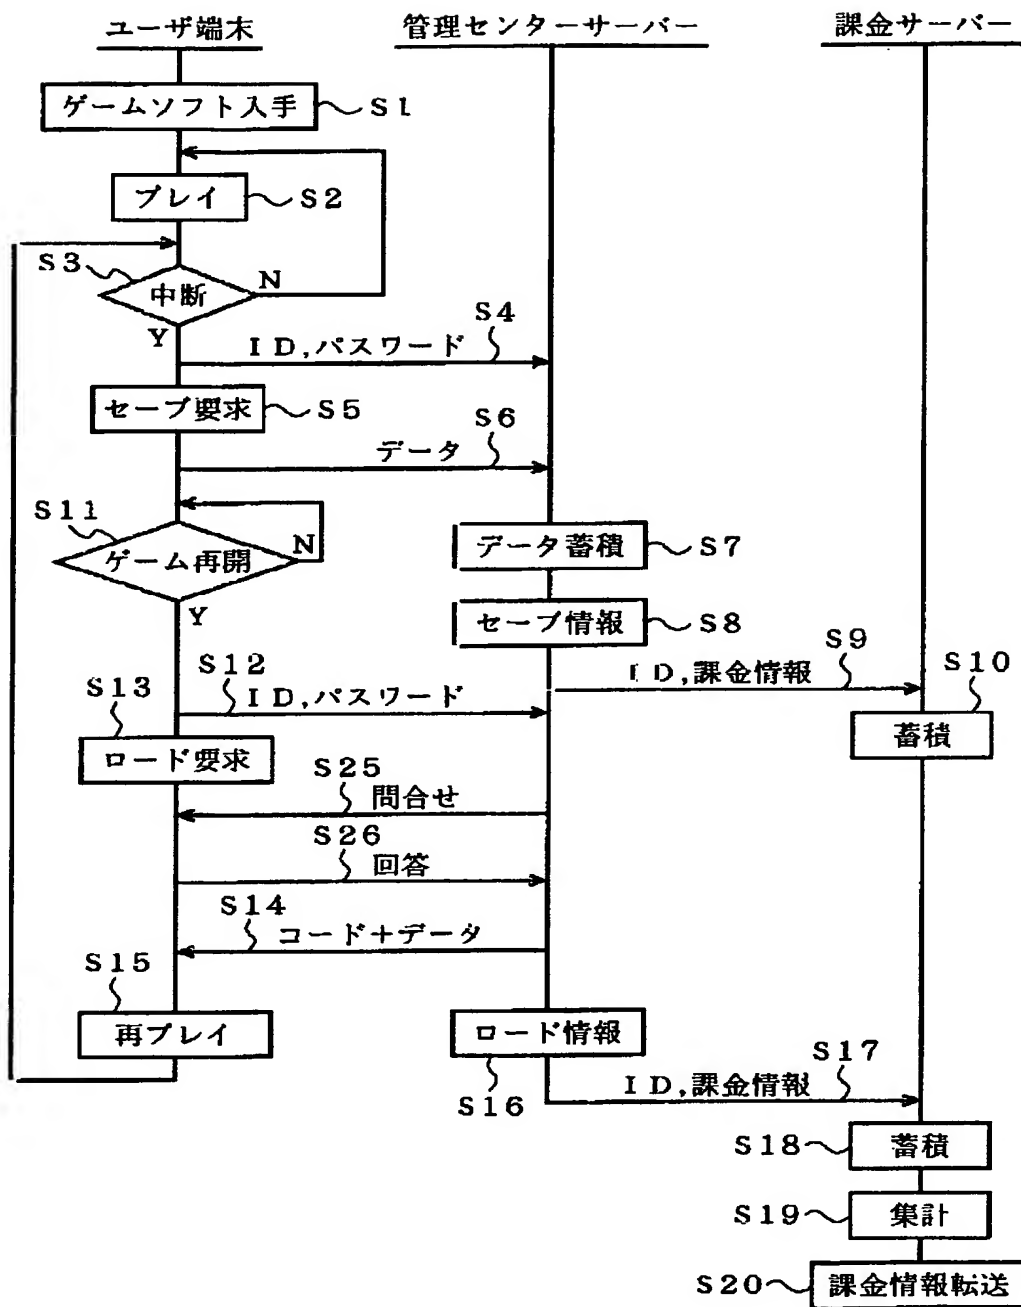 ユーザ端末 管理センターサーバー 課金サーバー
ゲームソフト入手 S1
プレイ S2
S3 中断 N
Y
ID,パスワード S4
セーブ要求 S5
データ S6
S11 ゲーム再開 N
Y
データ蓄積 S7
セーブ情報 S8
ID,課金情報 S9
S10
蓄積
S12
ID,パスワード
S13
ロード要求
S25
問合せ
S26
回答
S14
コード+データ
S15
再プレイ
ロード情報
S16
S17
ID,課金情報
S18 蓄積
S19 集計
S20 課金情報転送